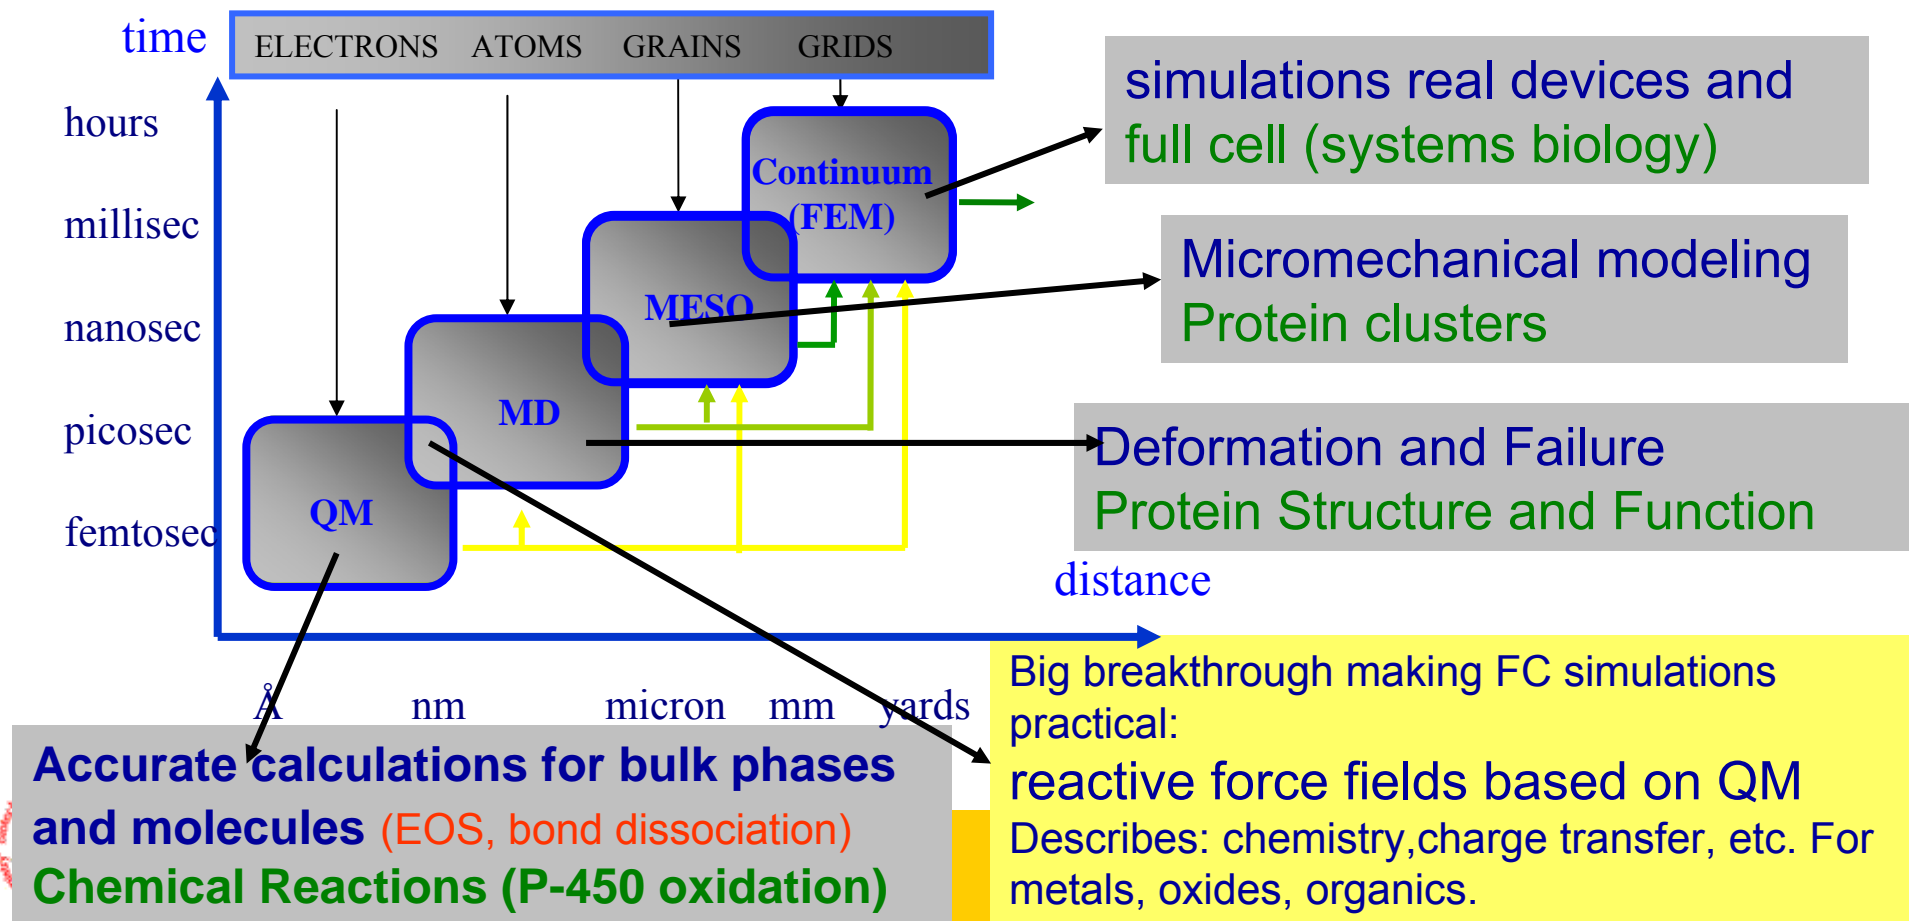 time
ELECTRONS ATOMS GRAINS GRIDS
hours
millisec
nanosec
picosec
femtosec
Continuum
(FEM)
MESO
MD
QM
distance
Å nm micron mm yards
simulations real devices and
full cell (systems biology)
Micromechanical modeling
Protein clusters
Deformation and Failure
Protein Structure and Function
Accurate calculations for bulk phases
and molecules (EOS, bond dissociation)
Chemical Reactions (P-450 oxidation)
Big breakthrough making FC simulations
practical:
reactive force fields based on QM
Describes: chemistry,charge transfer, etc. For
metals, oxides, organics.